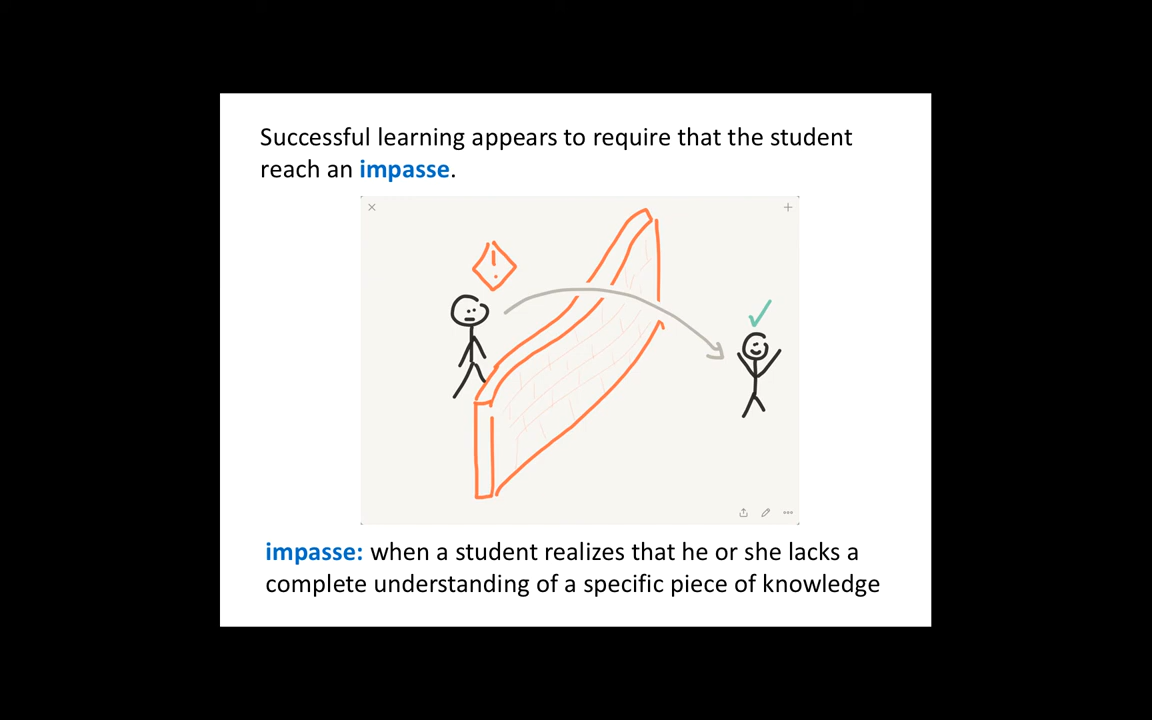 Successful learning appears to require that the student
reach an impasse.
!
impasse: when a student realizes that he or she lacks a
complete understanding of a specific piece of knowledge